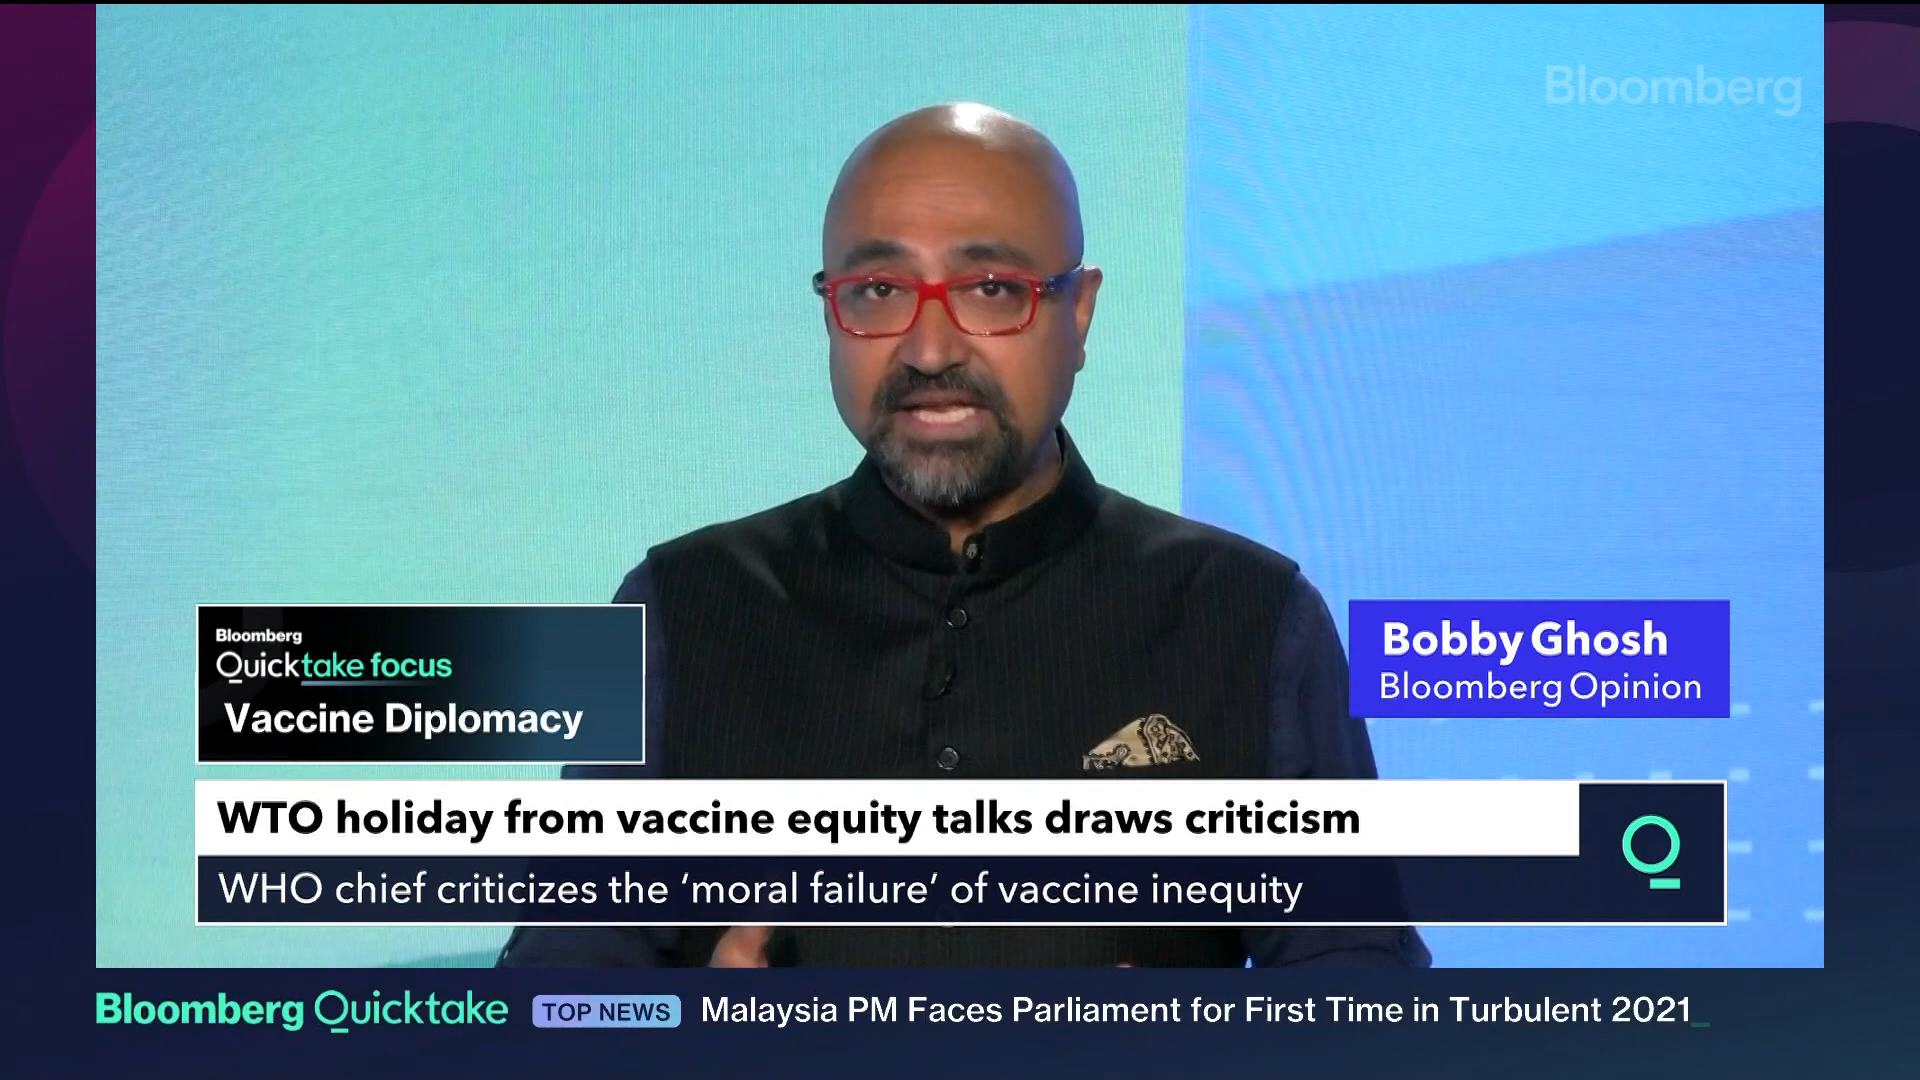 Bloomberg
Bloomberg
Quicktake focus
Vaccine Diplomacy
Bobby Ghosh
Bloomberg Opinion
WTO holiday from vaccine equity talks draws criticism
WHO chief criticizes the ‘moral failure’ of vaccine inequity
Bloomberg Quicktake TOP NEWS Malaysia PM Faces Parliament for First Time in Turbulent 2021_